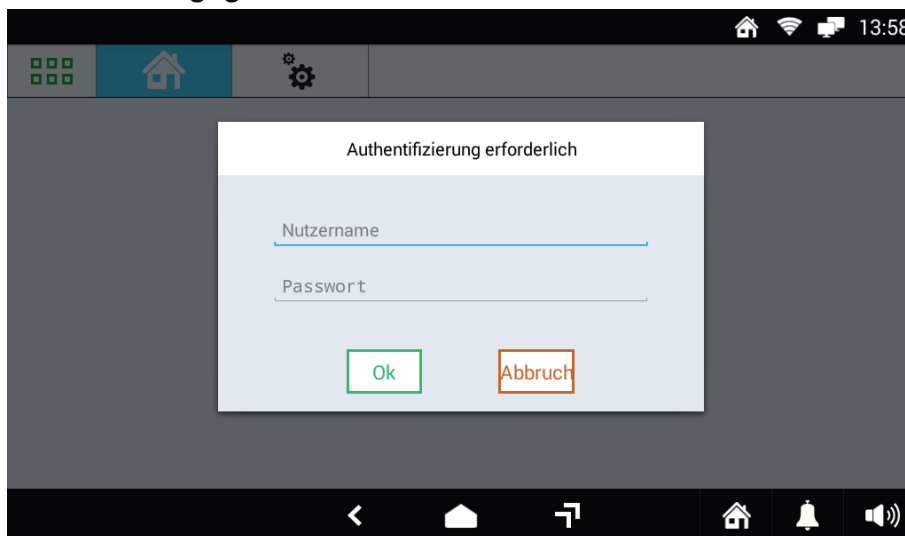 13:58
Authentifizierung erforderlich
Nutzername
Passwort
Ok
Abbruch